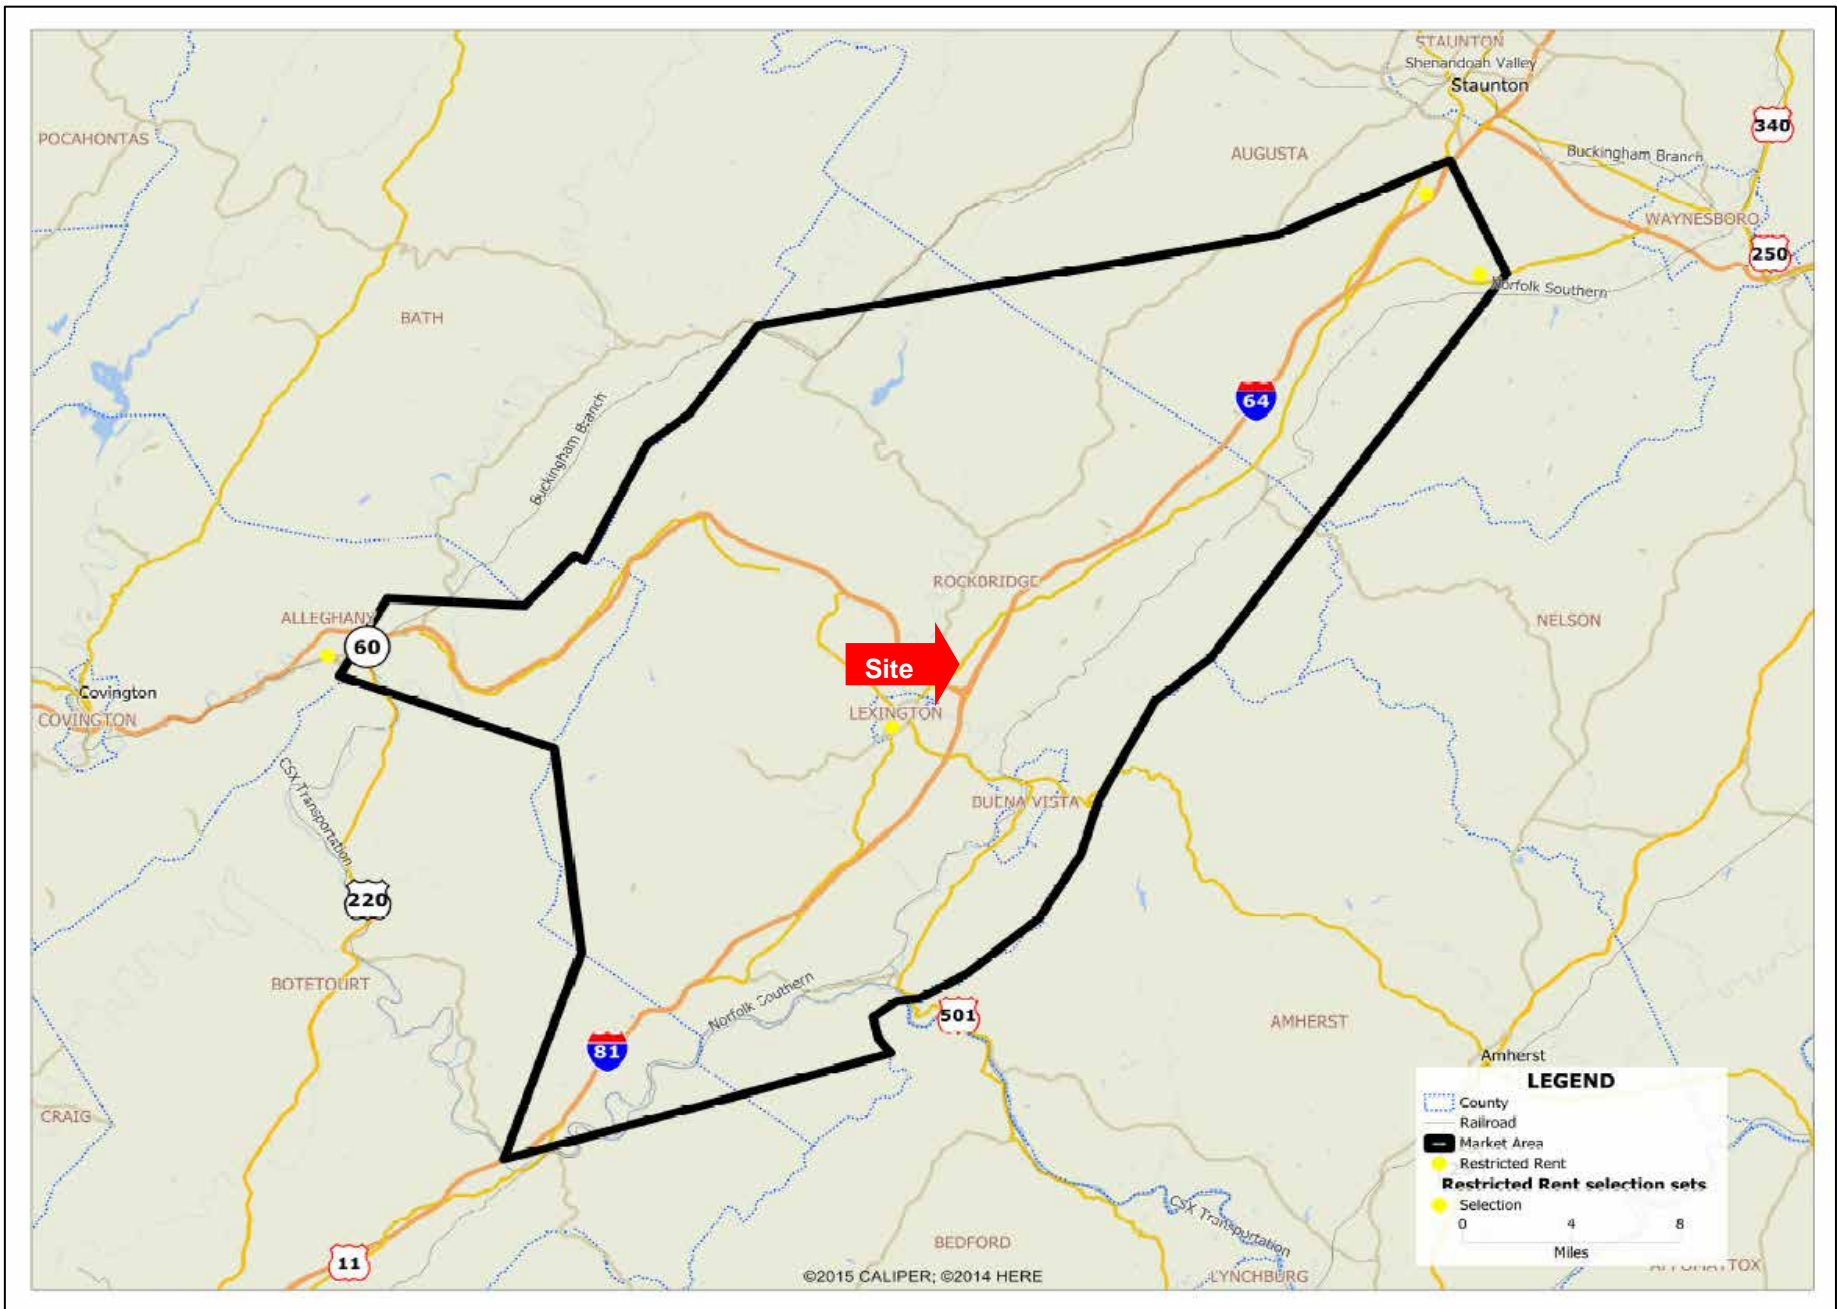 STAUNTON
Shenandoah Valley
Staunton
340
POCAHONTAS
AUGUSTA
Buckingham Branch
WAYNESBORO
250
Norfolk Southern
BATH
64
Buckingham Branch
ROCKBRIDGE
ALLEGHANY
60
NELSON
Site
Covington
COVINGTON
LEXINGTON
CSX Transportation
BUENA VISTA
220
BOTETOURT
Norfolk Southern
501
AMHERST
81
Amherst
CRAIG
LEGEND
County
Railroad
Market Area
Restricted Rent
Restricted Rent selection sets
Selection
0 4 8
Miles
CSX Transportation
BEDFORD
11
©2015 CALIPER; ©2014 HERE
LYNCHBURG